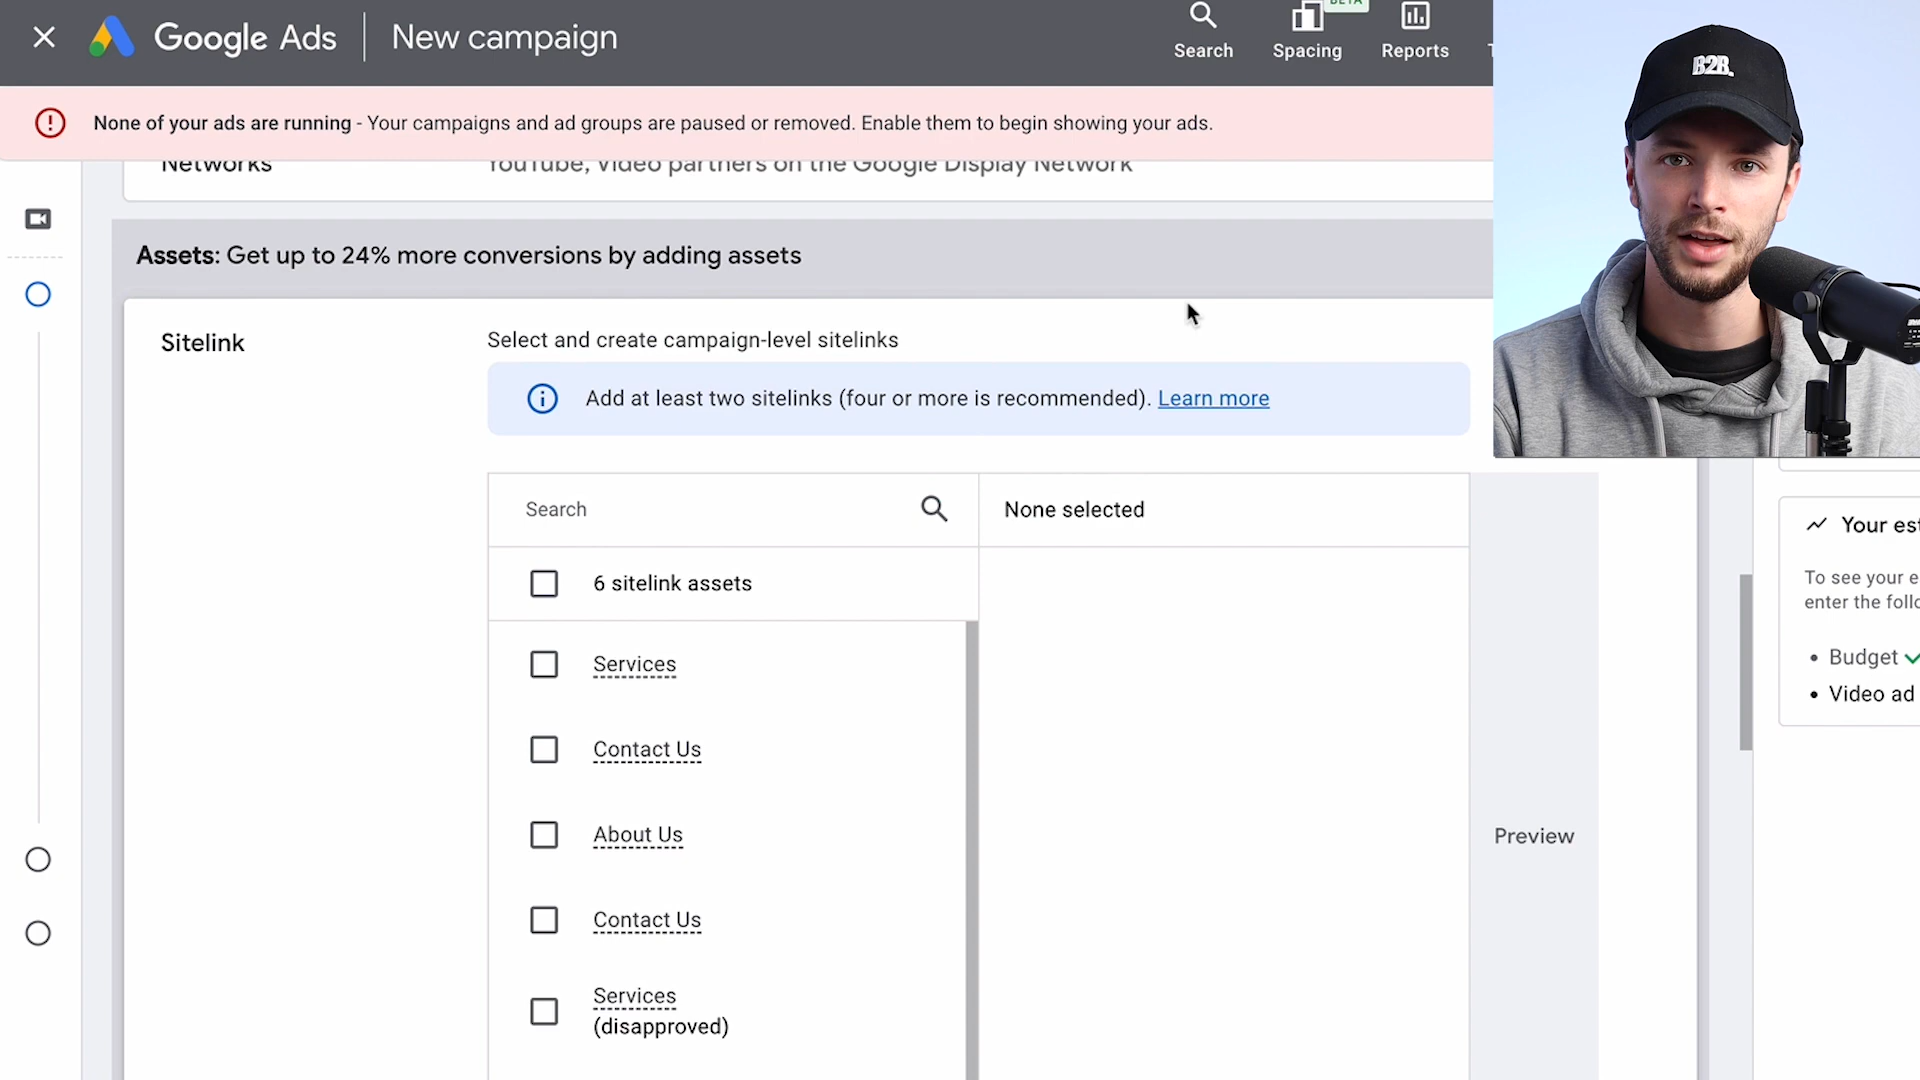 Google Ads
New campaign
Search
Spacing
BETA
Reports
B2B.
None of your ads are running - Your campaigns and ad groups are paused or removed. Enable them to begin showing your ads.
Networks
YouTube, Video partners on the Google Display Network
Assets: Get up to 24% more conversions by adding assets
Sitelink
Select and create campaign-level sitelinks
Add at least two sitelinks (four or more is recommended). Learn more
Search
None selected
6 sitelink assets
Services
Contact Us
About Us
Contact Us
Services
(disapproved)
Preview
Your est
To see your e
enter the follo
• Budget
• Video ad